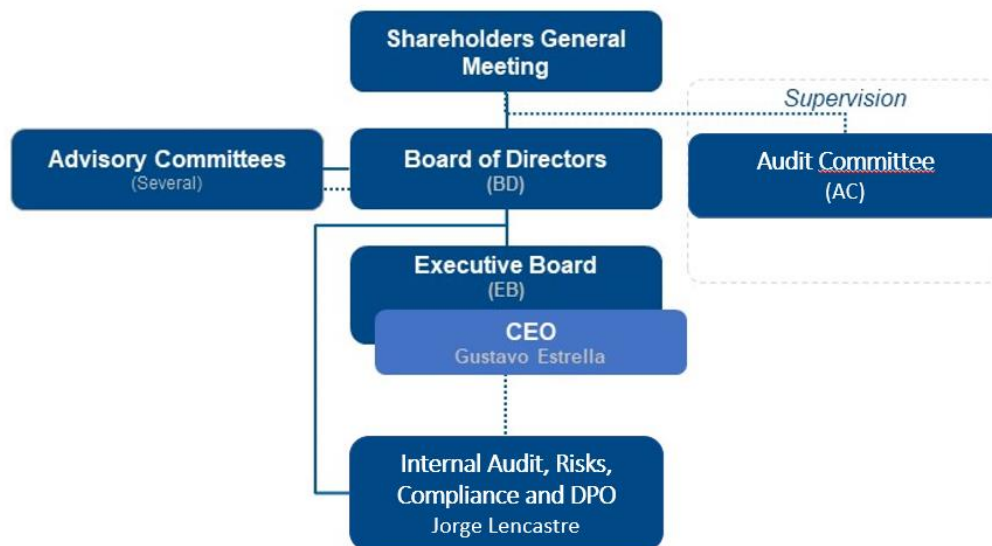 Shareholders General
Meeting
Supervision
Advisory Committees
(Several)
Board of Directors
(BD)
Audit Committee
(AC)
Executive Board
(EB)
CEO
Gustavo Estrella
Internal Audit, Risks,
Compliance and DPO
Jorge Lencastre